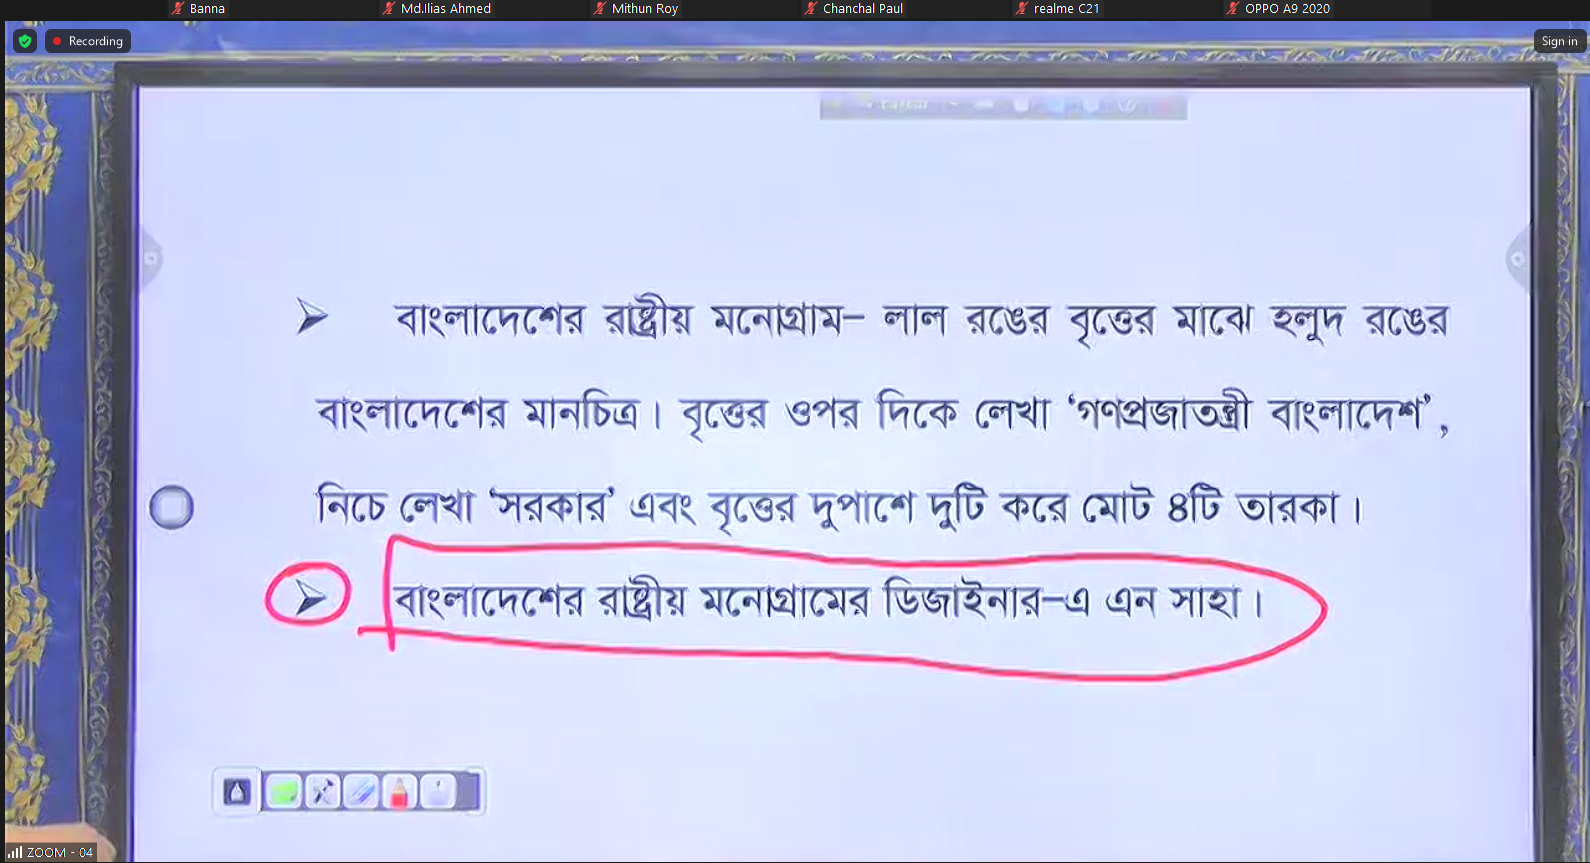 Banna Md.Ilias Ahmed Mithun Roy Chanchal Paul realme C21 OPPO A9 2020
Recording
Sign in
➤ বাংলাদেশের রাষ্ট্রীয় মনোগ্রাম– লাল রঙের বৃত্তের মাঝে হলুদ রঙের
বাংলাদেশের মানচিত্র। বৃত্তের ওপর দিকে লেখা ‘গণপ্রজাতন্ত্রী বাংলাদেশ’,
নিচে লেখা ‘সরকার’ এবং বৃত্তের দুপাশে দুটি করে মোট ৪টি তারকা।
➤ বাংলাদেশের রাষ্ট্রীয় মনোগ্রামের ডিজাইনার–এ এন সাহা।
ZOOM - 04